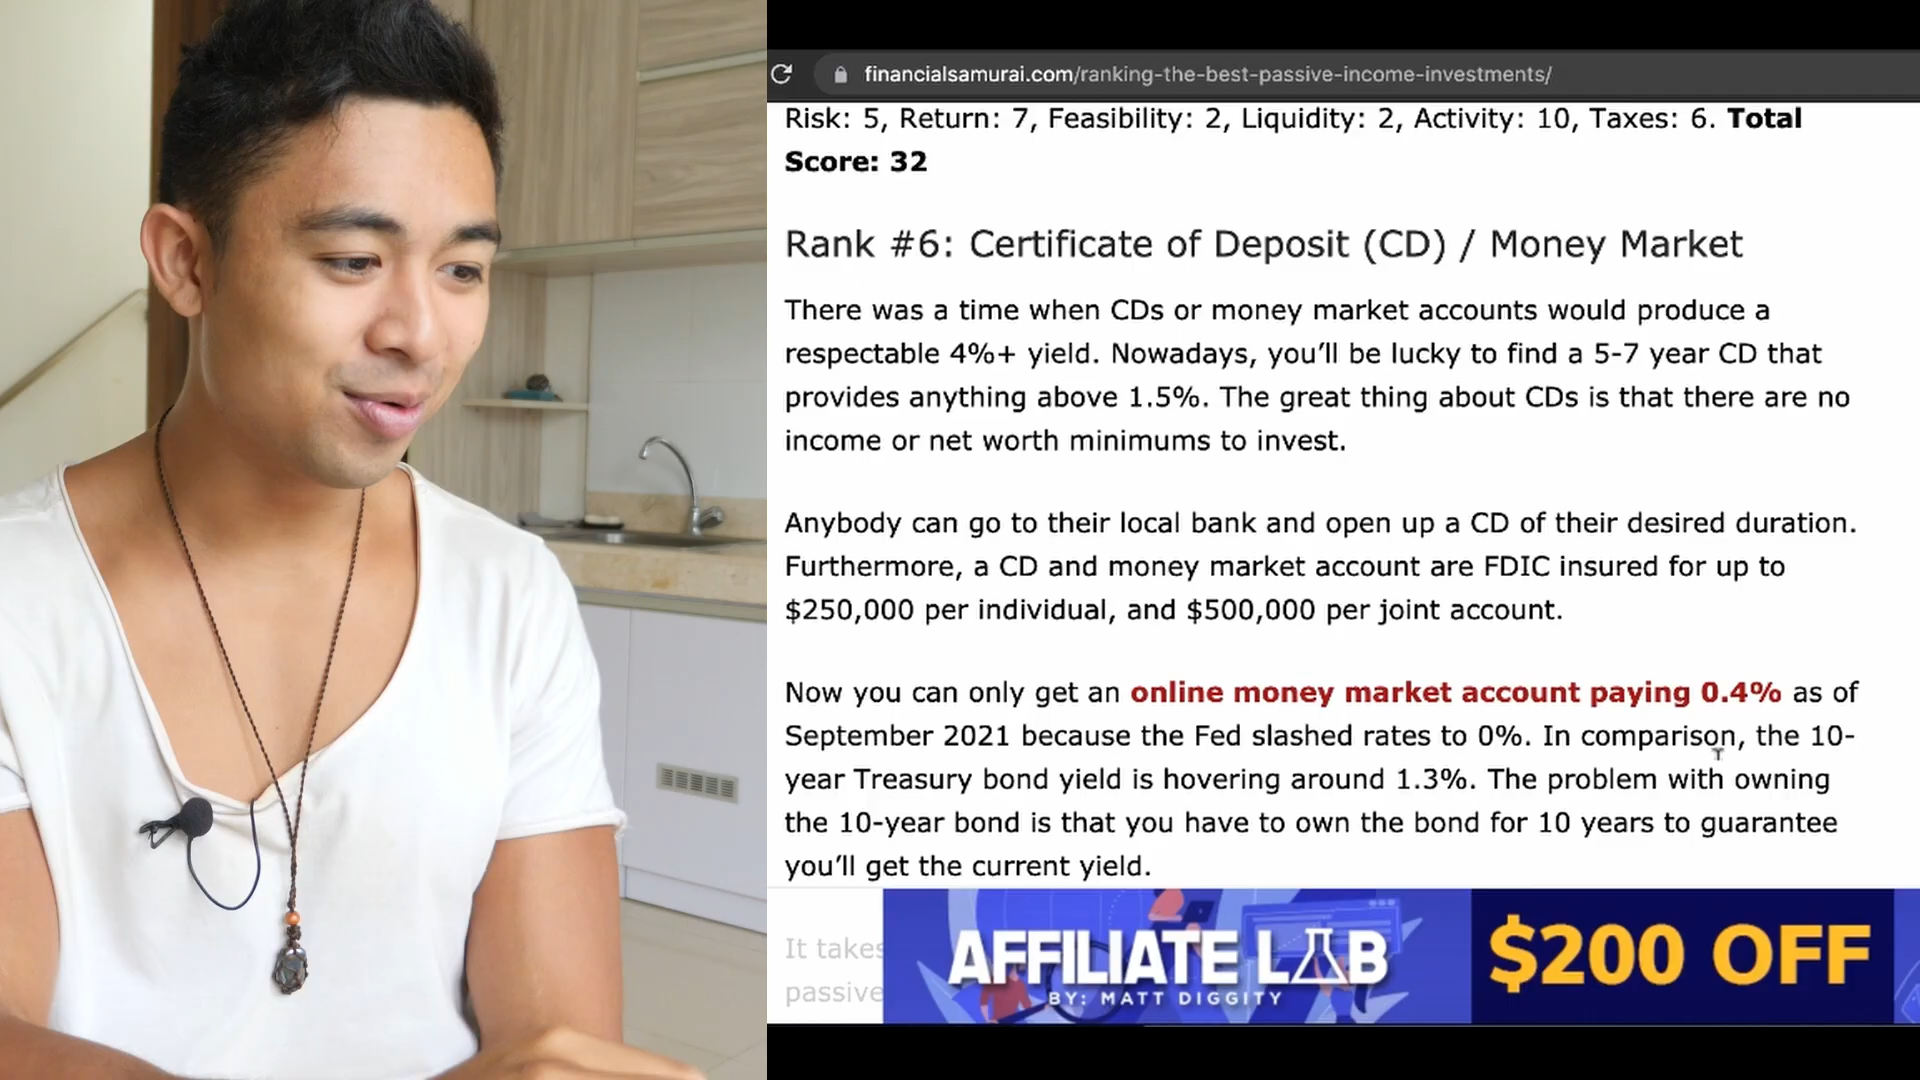 financialsamurai.com/ranking-the-best-passive-income-investments/
Risk: 5, Return: 7, Feasibility: 2, Liquidity: 2, Activity: 10, Taxes: 6. Total
Score: 32
Rank #6: Certificate of Deposit (CD) / Money Market
There was a time when CDs or money market accounts would produce a
respectable 4%+ yield. Nowadays, you’ll be lucky to find a 5-7 year CD that
provides anything above 1.5%. The great thing about CDs is that there are no
income or net worth minimums to invest.
Anybody can go to their local bank and open up a CD of their desired duration.
Furthermore, a CD and money market account are FDIC insured for up to
$250,000 per individual, and $500,000 per joint account.
Now you can only get an online money market account paying 0.4% as of
September 2021 because the Fed slashed rates to 0%. In comparison, the 10-
year Treasury bond yield is hovering around 1.3%. The problem with owning
the 10-year bond is that you have to own the bond for 10 years to guarantee
you’ll get the current yield.
It takes
passive
AFFILIATE LAB
BY: MATT DIGGITY
$200 OFF